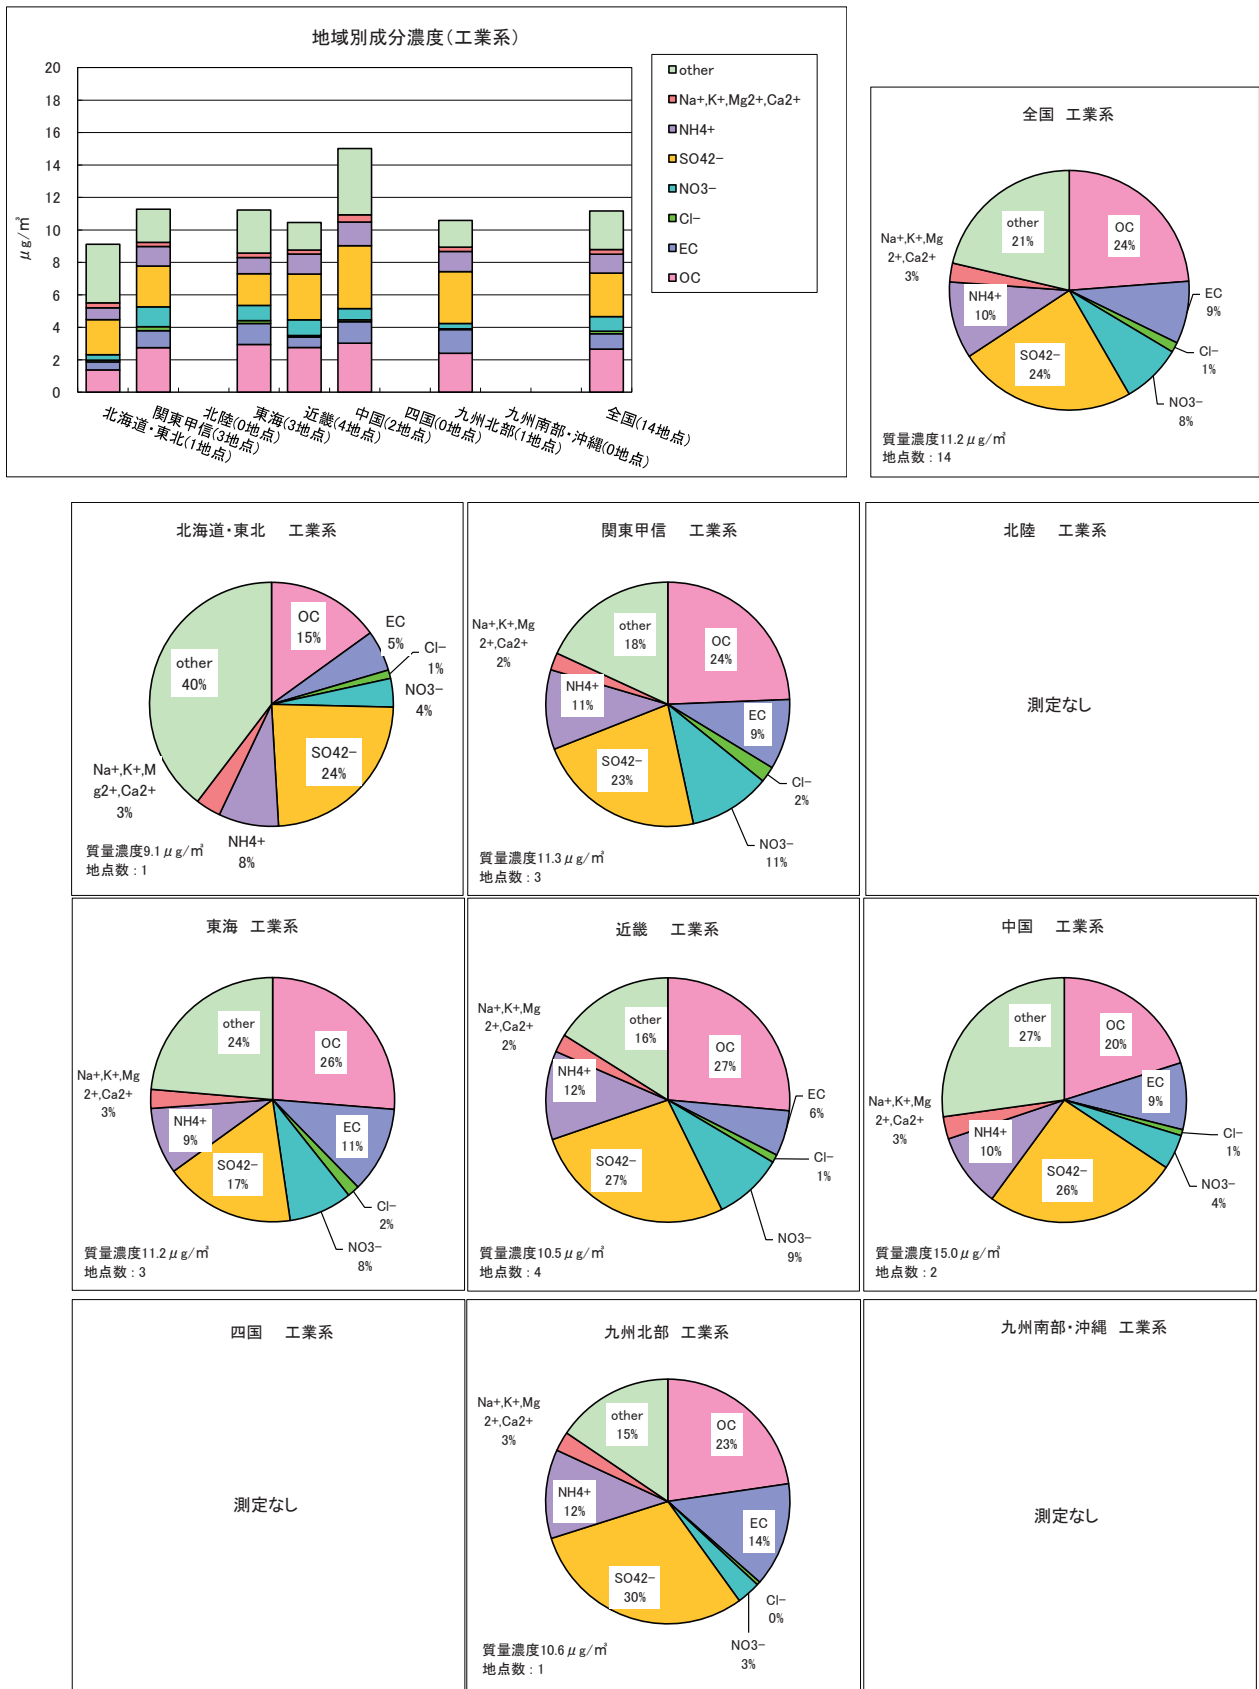 地域別成分濃度(工業系)
20
18
16
14
12
10
8
6
4
2
0
μg/㎥
北海道・東北(1地点)
関東甲信(3地点)
北陸(0地点)
東海(3地点)
近畿(4地点)
中国(2地点)
四国(0地点)
九州北部(1地点)
九州南部・沖縄(0地点)
全国(14地点)
other
Na+,K+,Mg2+,Ca2+
NH4+
SO42-
NO3-
Cl-
EC
OC
全国 工業系
OC
24%
EC
9%
Cl-
1%
NO3-
8%
SO42-
24%
NH4+
10%
Na+,K+,Mg
2+,Ca2+
3%
other
21%
質量濃度11.2μg/㎥
地点数:14
北海道・東北 工業系
OC
15%
EC
5%
Cl-
1%
NO3-
4%
SO42-
24%
NH4+
8%
Na+,K+,M
g2+,Ca2+
3%
other
40%
質量濃度9.1μg/㎥
地点数:1
関東甲信 工業系
OC
24%
EC
9%
Cl-
2%
NO3-
11%
SO42-
23%
NH4+
11%
Na+,K+,Mg
2+,Ca2+
2%
other
18%
質量濃度11.3μg/㎥
地点数:3
北陸 工業系
測定なし
東海 工業系
OC
26%
EC
11%
Cl-
2%
NO3-
8%
SO42-
17%
NH4+
9%
Na+,K+,Mg
2+,Ca2+
3%
other
24%
質量濃度11.2μg/㎥
地点数:3
近畿 工業系
OC
27%
EC
6%
Cl-
1%
NO3-
9%
SO42-
27%
NH4+
12%
Na+,K+,Mg
2+,Ca2+
2%
other
16%
質量濃度10.5μg/㎥
地点数:4
中国 工業系
OC
20%
EC
9%
Cl-
1%
NO3-
4%
SO42-
26%
NH4+
10%
Na+,K+,Mg
2+,Ca2+
3%
other
27%
質量濃度15.0μg/㎥
地点数:2
四国 工業系
測定なし
九州北部 工業系
OC
23%
EC
14%
Cl-
0%
NO3-
3%
SO42-
30%
NH4+
12%
Na+,K+,Mg
2+,Ca2+
3%
other
15%
質量濃度10.6μg/㎥
地点数:1
九州南部・沖縄 工業系
測定なし